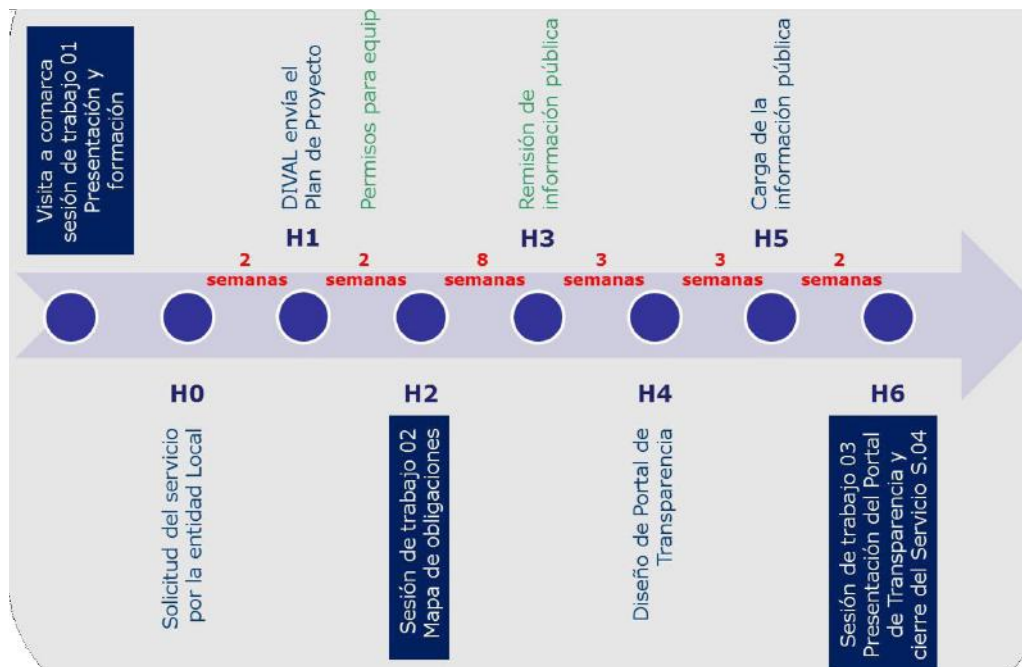 Visita a comarca
sesión de trabajo 01
Presentación y
formación
DIVAL envía el
Plan de Proyecto
Permisos para equip
Remisión de
información pública
Carga de la
información pública
H1
H3
H5
2
semanas
2
semanas
8
semanas
3
semanas
3
semanas
2
semanas
H0
H2
H4
H6
Solicitud del servicio
por la entidad Local
Sesión de trabajo 02
Mapa de obligaciones
Diseño de Portal de
Transparencia
Sesión de trabajo 03
Presentación del Portal
de Transparencia y
cierre del Servicio S.04